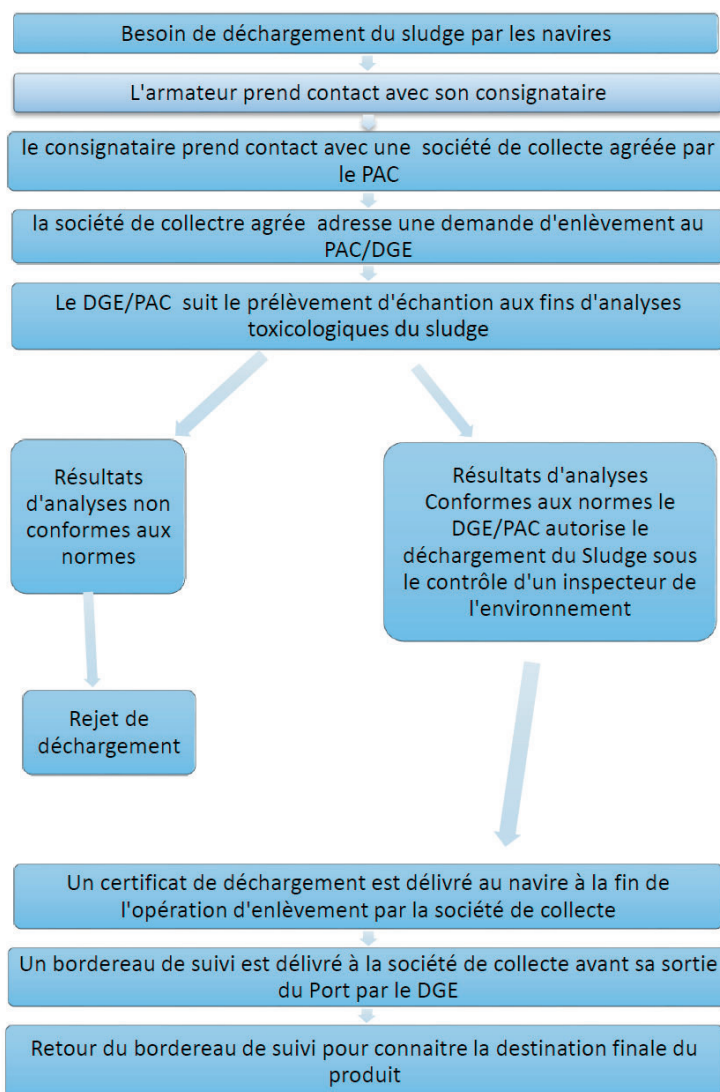 Besoin de déchargement du sludge par les navires
L'armateur prend contact avec son consignataire
le consignataire prend contact avec une société de collecte agréée par
le PAC
la société de collectre agrée adresse une demande d'enlèvement au
PAC/DGE
Le DGE/PAC suit le prélèvement d'échantion aux fins d'analyses
toxicologiques du sludge
Résultats
d'analyses non
conformes aux
normes
Résultats d'analyses
Conformes aux normes le
DGE/PAC autorise le
déchargement du Sludge sous
le contrôle d'un inspecteur de
l'environnement
Rejet de
déchargement
Un certificat de déchargement est délivré au navire à la fin de
l'opération d'enlèvement par la société de collecte
Un bordereau de suivi est délivré à la société de collecte avant sa sortie
du Port par le DGE
Retour du bordereau de suivi pour connaitre la destination finale du
produit